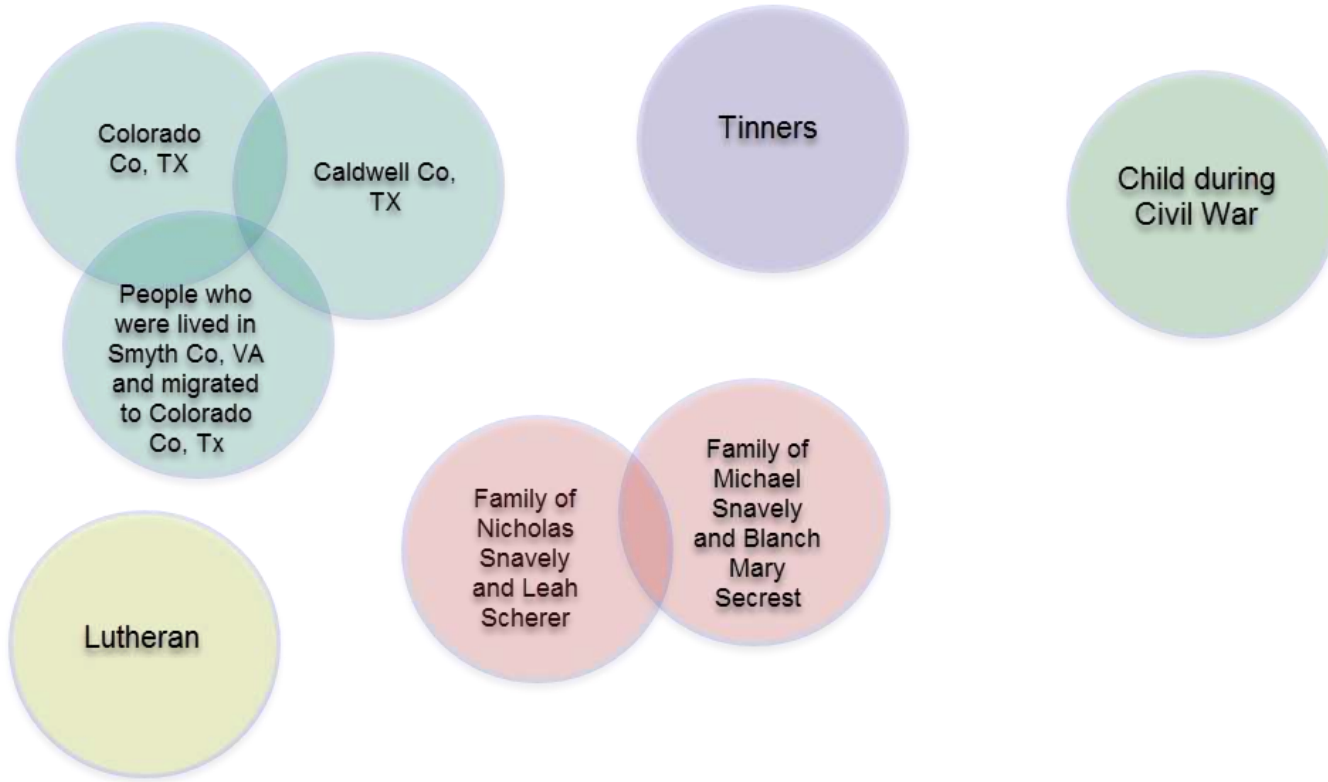 Colorado
Co, TX
Caldwell Co,
TX
People who
were lived in
Smyth Co, VA
and migrated
to Colorado
Co, Tx
Tinners
Child during
Civil War
Family of
Nicholas
Snavely
and Leah
Scherer
Family of
Michael
Snavely
and Blanch
Mary
Secrest
Lutheran